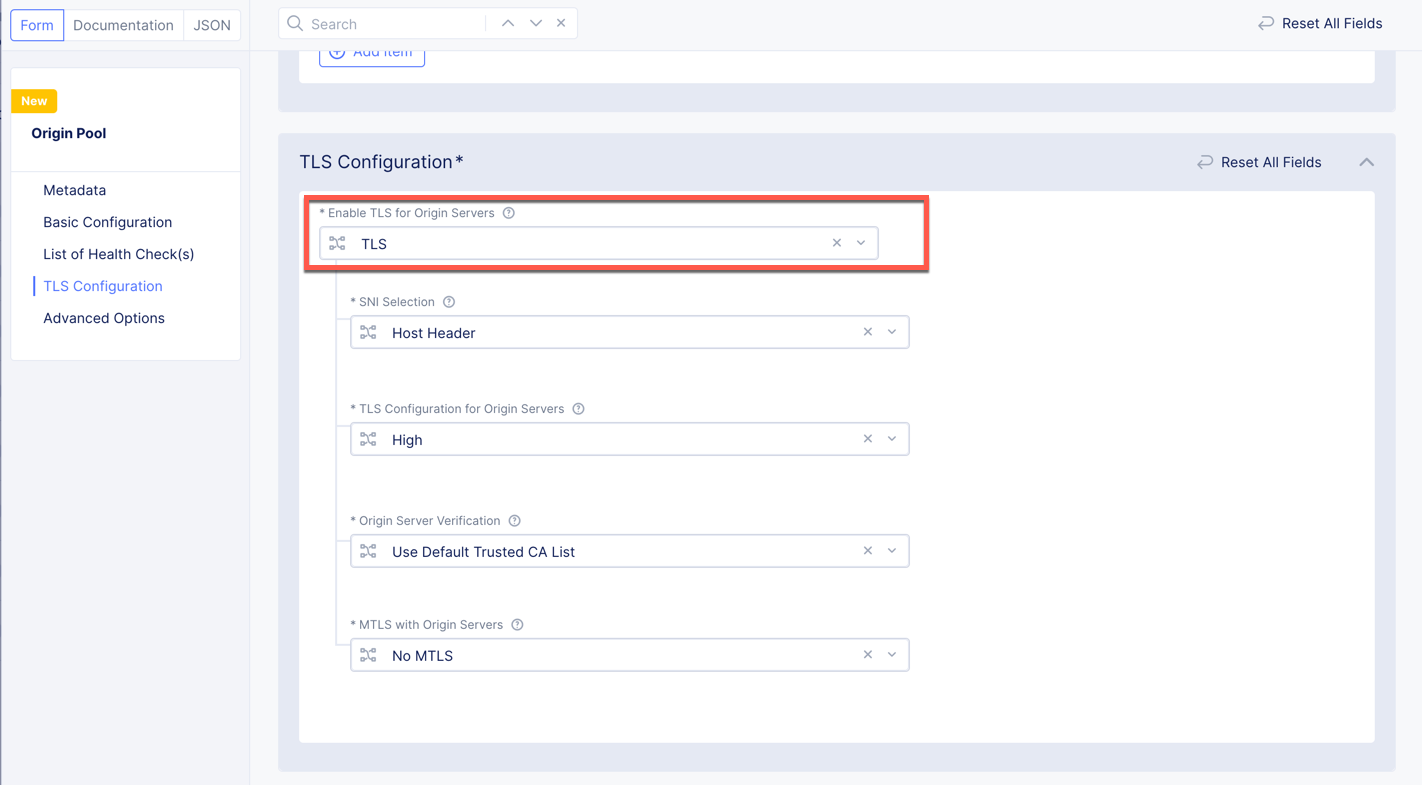 Form Documentation JSON
Search
Reset All Fields
New
Origin Pool
Metadata
Basic Configuration
List of Health Check(s)
TLS Configuration
Advanced Options
Add Item
TLS Configuration*
Reset All Fields
* Enable TLS for Origin Servers
TLS
* SNI Selection
Host Header
* TLS Configuration for Origin Servers
High
* Origin Server Verification
Use Default Trusted CA List
* MTLS with Origin Servers
No MTLS